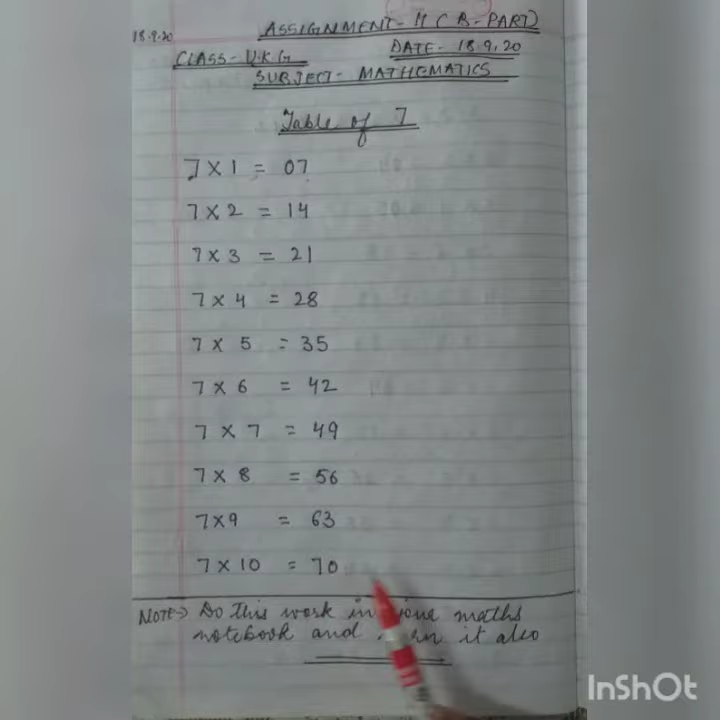 18.9.20
ASSIGNMENT- 11 ( B- PART)
CLASS- U.K.G
DATE- 18.9.20
SUBJECT- MATHEMATICS
Table of 7
7 X 1 = 07
7 X 2 = 14
7 X 3 = 21
7 X 4 = 28
7 X 5 = 35
7 X 6 = 42
7 X 7 = 49
7 X 8 = 56
7 X 9 = 63
7 X 10 = 70
NOTE→ Do this work in your maths
notebook and it also
InShOt